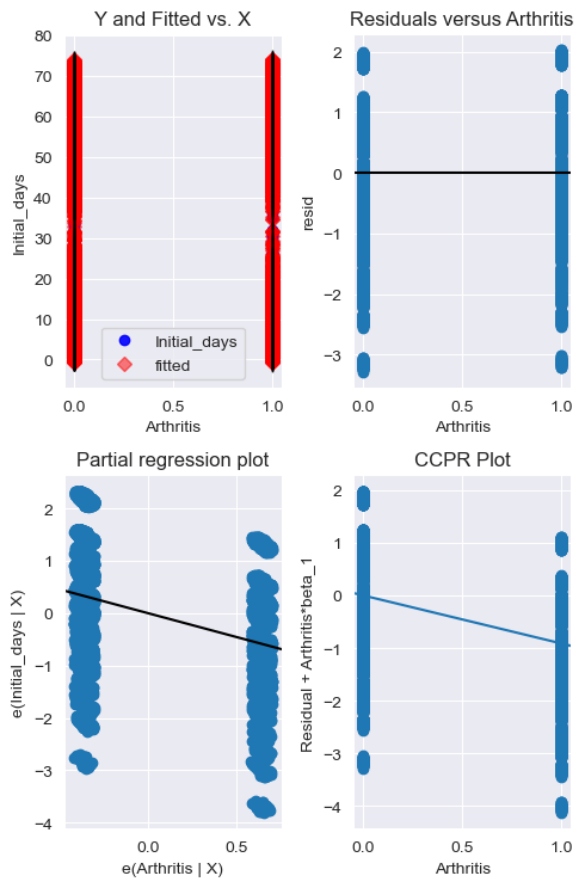 Y and Fitted vs. X
80
70
60
50
40
30
20
10
0
Initial_days
Initial_days
fitted
0.0 0.5 1.0
Arthritis
Residuals versus Arthritis
2
1
0
−1
−2
−3
resid
0.0 0.5 1.0
Arthritis
Partial regression plot
2
1
0
−1
−2
−3
−4
e(Initial_days | X)
0.0 0.5
e(Arthritis | X)
CCPR Plot
2
1
0
−1
−2
−3
−4
Residual + Arthritis*beta_1
0.0 0.5 1.0
Arthritis